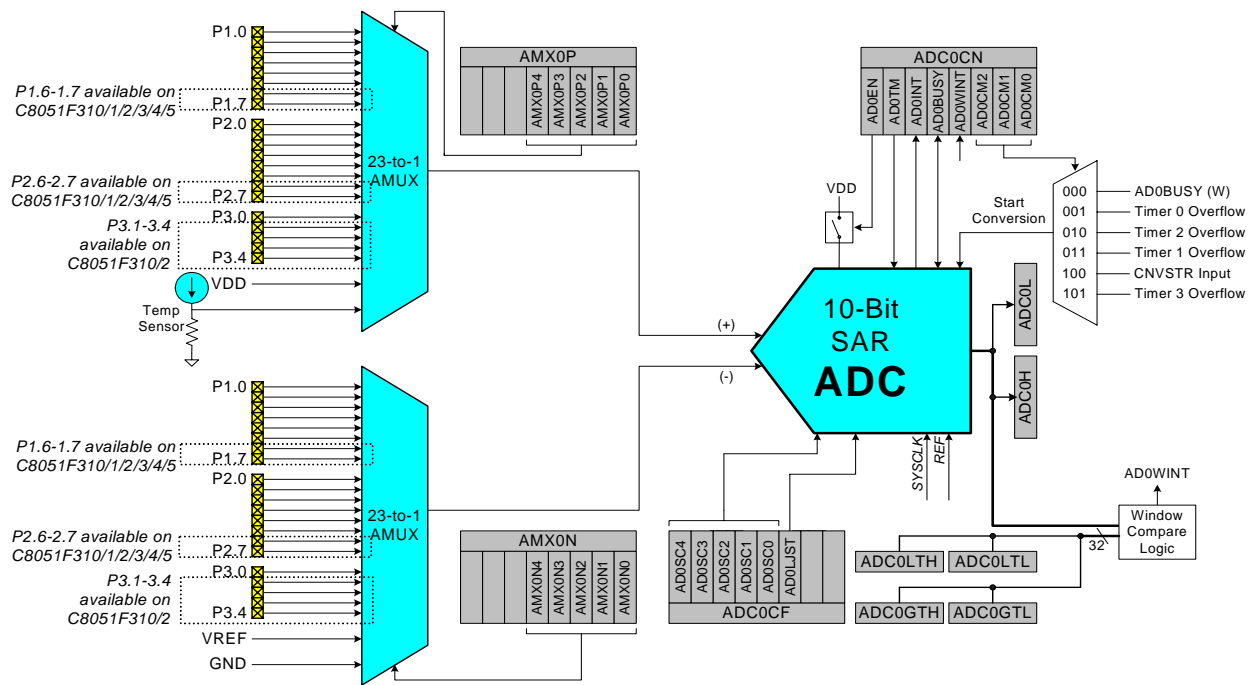 P1.0
P1.6-1.7 available on
C8051F310/1/2/3/4/5
P1.7
P2.0
P2.6-2.7 available on
C8051F310/1/2/3/4/5
P2.7
P3.0
P3.1-3.4
available on
C8051F310/2
P3.4
VDD
Temp
Sensor
23-to-1
AMUX
AMX0P
AMX0P4
AMX0P3
AMX0P2
AMX0P1
AMX0P0
ADC0CN
AD0EN
AD0TM
AD0INT
AD0BUSY
AD0WINT
AD0CM2
AD0CM1
AD0CM0
VDD
Start
Conversion
000 AD0BUSY (W)
001 Timer 0 Overflow
010 Timer 2 Overflow
011 Timer 1 Overflow
100 CNVSTR Input
101 Timer 3 Overflow
(+)
(-)
10-Bit
SAR
ADC
ADC0L
ADC0H
SYSCLK
REF
P1.0
P1.6-1.7 available on
C8051F310/1/2/3/4/5
P1.7
P2.0
P2.6-2.7 available on
C8051F310/1/2/3/4/5
P2.7
P3.0
P3.1-3.4
available on
C8051F310/2
P3.4
VREF
GND
23-to-1
AMUX
AMX0N
AMX0N4
AMX0N3
AMX0N2
AMX0N1
AMX0N0
AD0SC4
AD0SC3
AD0SC2
AD0SC1
AD0SC0
AD0LJST
ADC0CF
AD0WINT
Window
Compare
Logic
32
ADC0LTH
ADC0LTL
ADC0GTH
ADC0GTL